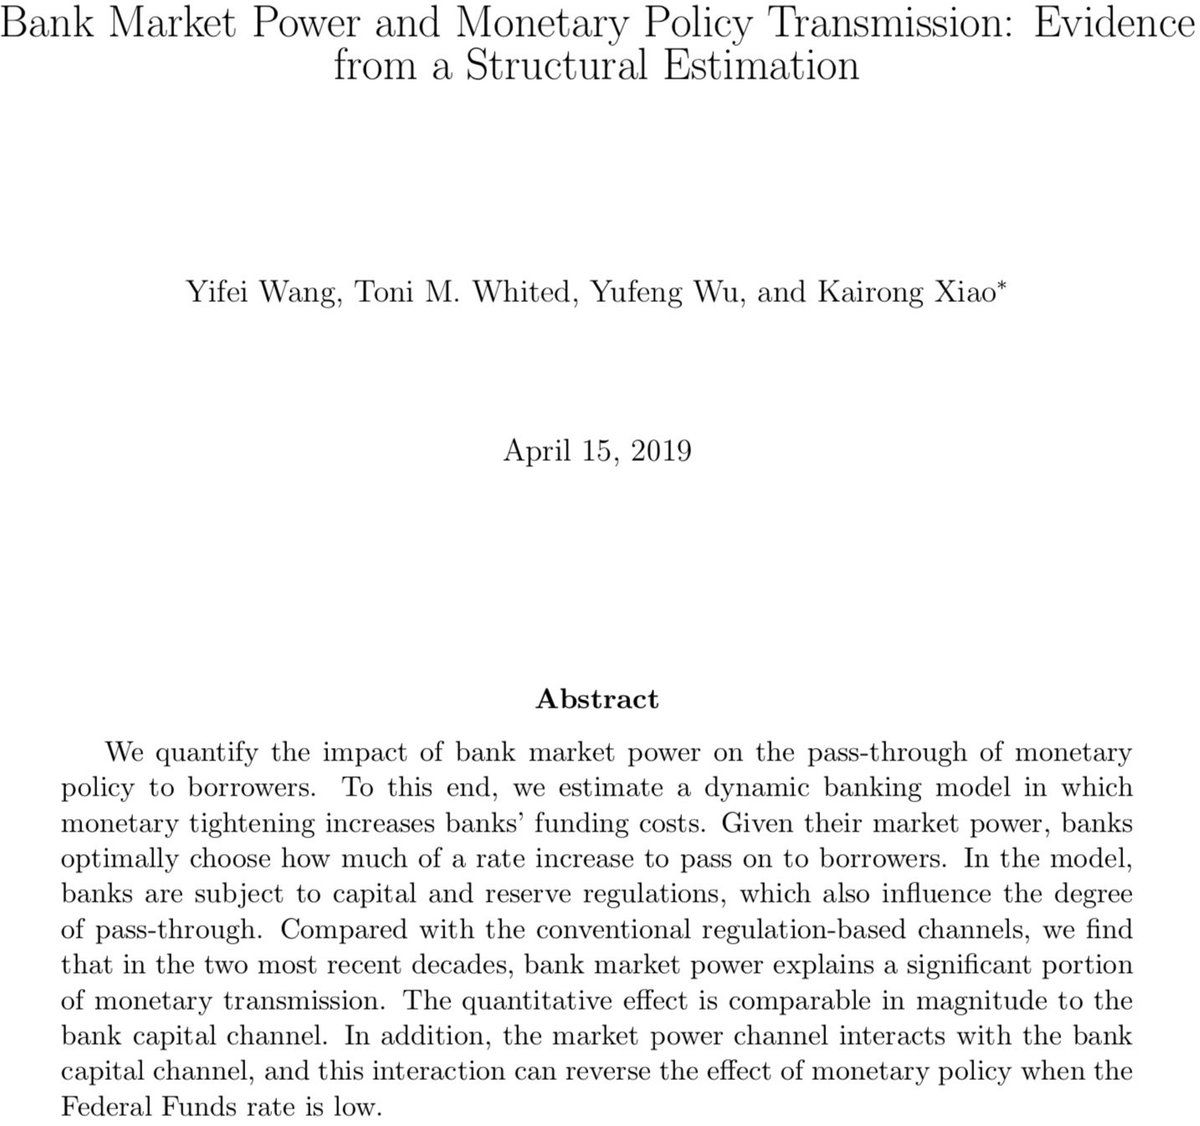 Bank Market Power and Monetary Policy Transmission: Evidence
from a Structural Estimation
Yifei Wang, Toni M. Whited, Yufeng Wu, and Kairong Xiao*
April 15, 2019
Abstract
We quantify the impact of bank market power on the pass-through of monetary
policy to borrowers. To this end, we estimate a dynamic banking model in which
monetary tightening increases banks' funding costs. Given their market power, banks
optimally choose how much of a rate increase to pass on to borrowers. In the model,
banks are subject to capital and reserve regulations, which also influence the degree
of pass-through. Compared with the conventional regulation-based channels, we find
that in the two most recent decades, bank market power explains a significant portion
of monetary transmission. The quantitative effect is comparable in magnitude to the
bank capital channel. In addition, the market power channel interacts with the bank
capital channel, and this interaction can reverse the effect of monetary policy when the
Federal Funds rate is low.